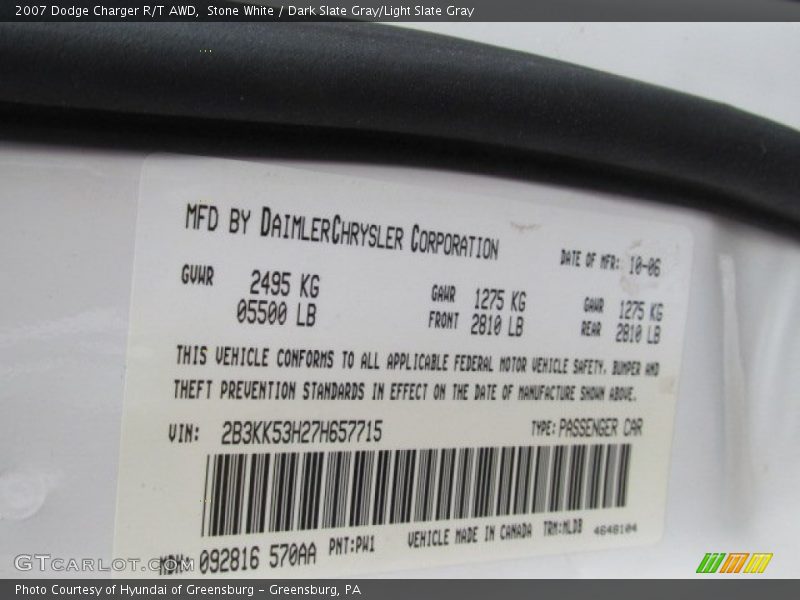 2007 Dodge Charger R/T AWD, Stone White / Dark Slate Gray/Light Slate Gray
MFD BY DAIMLERCHRYSLER CORPORATION
DATE OF MFR: 10-06
GVWR 2495 KG GAWR 1275 KG GAWR 1275 KG
05500 LB FRONT 2810 LB REAR 2810 LB
THIS VEHICLE CONFORMS TO ALL APPLICABLE FEDERAL MOTOR VEHICLE SAFETY, BUMPER AND
THEFT PREVENTION STANDARDS IN EFFECT ON THE DATE OF MANUFACTURE SHOWN ABOVE.
VIN: 2B3KK53H27H657715 TYPE: PASSENGER CAR
MDH: 092816 570AA PNT:PW1 VEHICLE MADE IN CANADA TRM:MLD8 4648104
GTCARLOT.COM
Photo Courtesy of Hyundai of Greensburg - Greensburg, PA